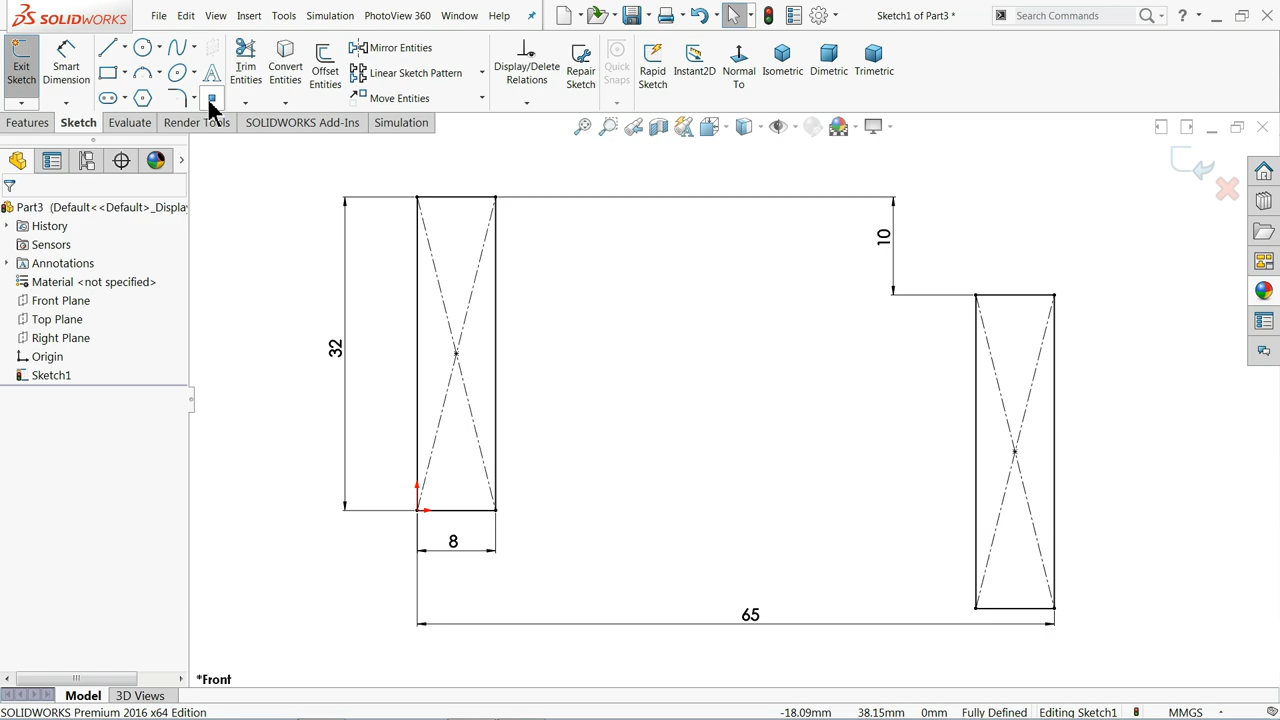 SOLIDWORKS File Edit View Insert Tools Simulation PhotoView 360 Window Help Sketch1 of Part3 * Search Commands ?
Exit Sketch
Smart Dimension
Trim Entities
Convert Entities
Offset Entities
Mirror Entities
Linear Sketch Pattern
Move Entities
Display/Delete Relations
Repair Sketch
Quick Snaps
Rapid Sketch
Instant2D
Normal To
Isometric
Dimetric
Trimetric
Features Sketch Evaluate Render Tools SOLIDWORKS Add-Ins Simulation
Part3 (Default<<Default>_Display
History
Sensors
Annotations
Material <not specified>
Front Plane
Top Plane
Right Plane
Origin
Sketch1
10
32
8
65
*Front
Model 3D Views
SOLIDWORKS Premium 2016 x64 Edition -18.09mm 38.15mm 0mm Fully Defined Editing Sketch1 MMGS